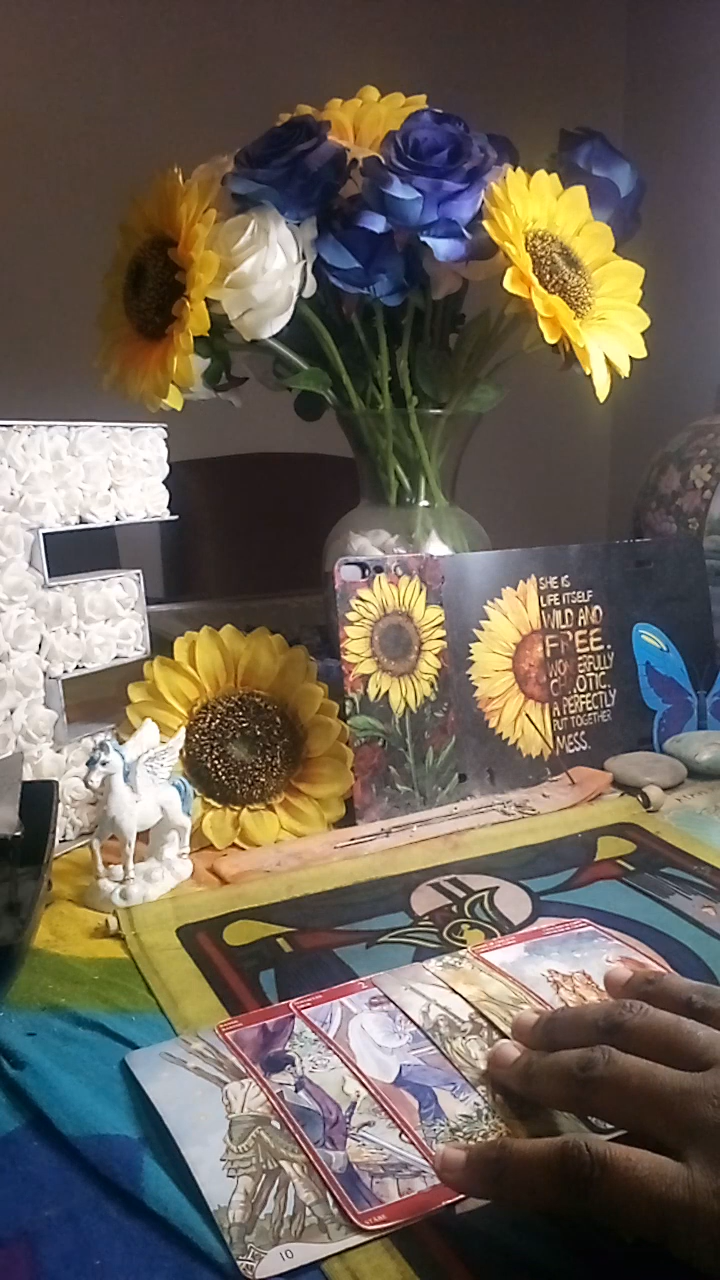 SHE IS
LIFE ITSELF
WILD AND
FREE.
WONDERFULLY
CHAOTIC.
A PERFECTLY
PUT TOGETHER
MESS.
E
10